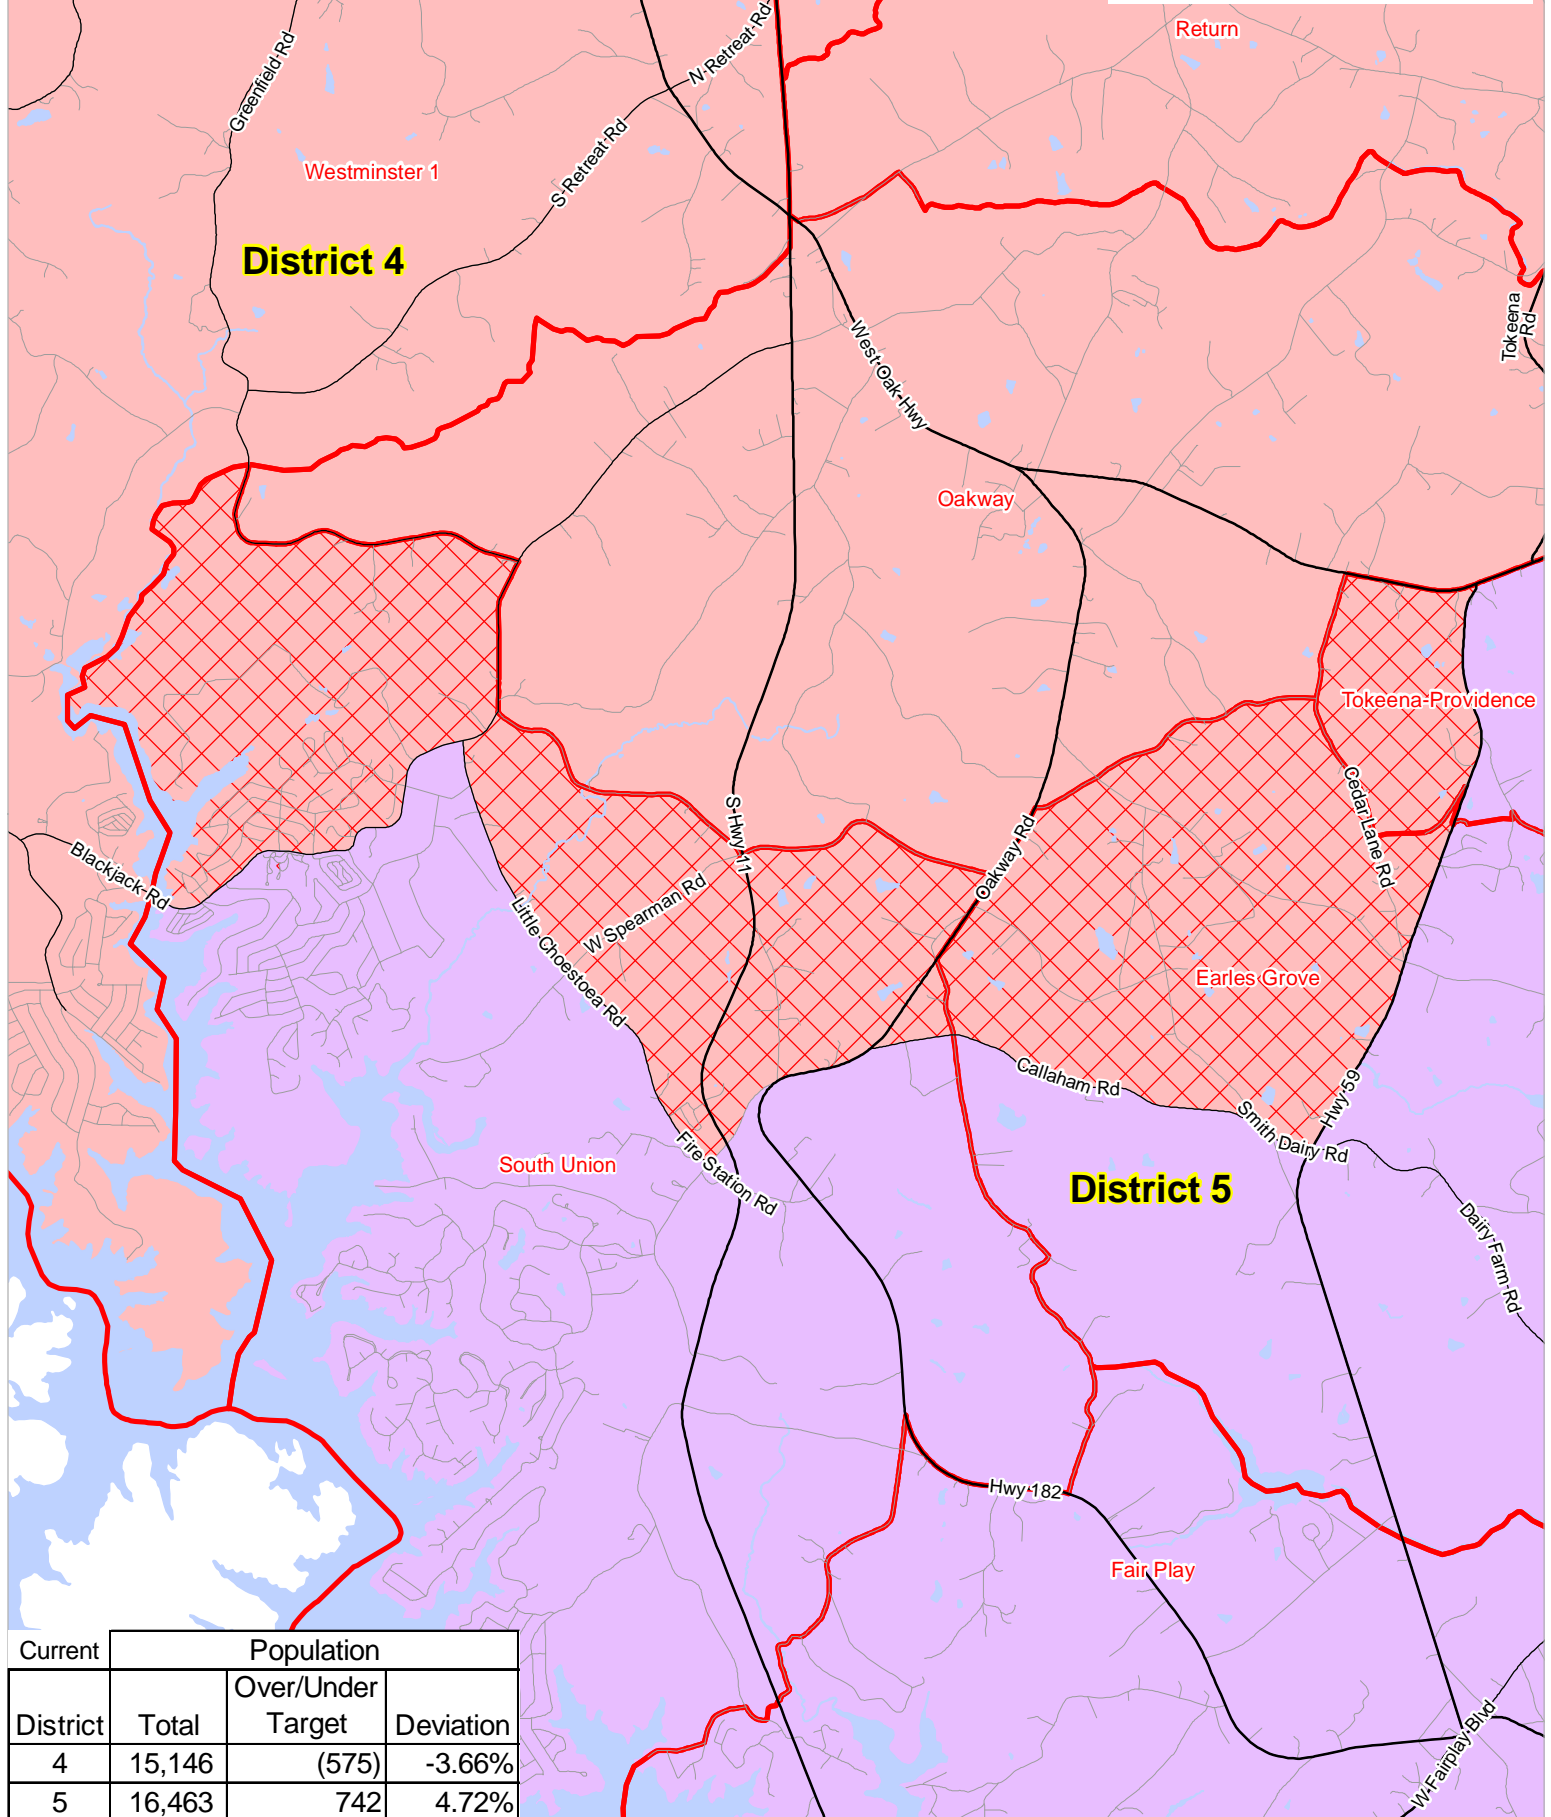 Return
Greenfield Rd
N Retreat Rd
S Retreat Rd
Westminster 1
District 4
Tokeena
Rd
West Oak Hwy
Oakway
Tokeena-Providence
S Hwy 11
Cedar Lane Rd
Oakway Rd
Blackjack Rd
W Spearman Rd
Little Choestoea Rd
Earles Grove
Callaham Rd
Hwy 59
Smith Dairy Rd
Fire Station Rd
South Union
District 5
Dairy Farm Rd
Hwy 182
Fair Play
W Fairplay Blvd
Current Population
District Total Over/Under Target Deviation
4 15,146 (575) -3.66%
5 16,463 742 4.72%